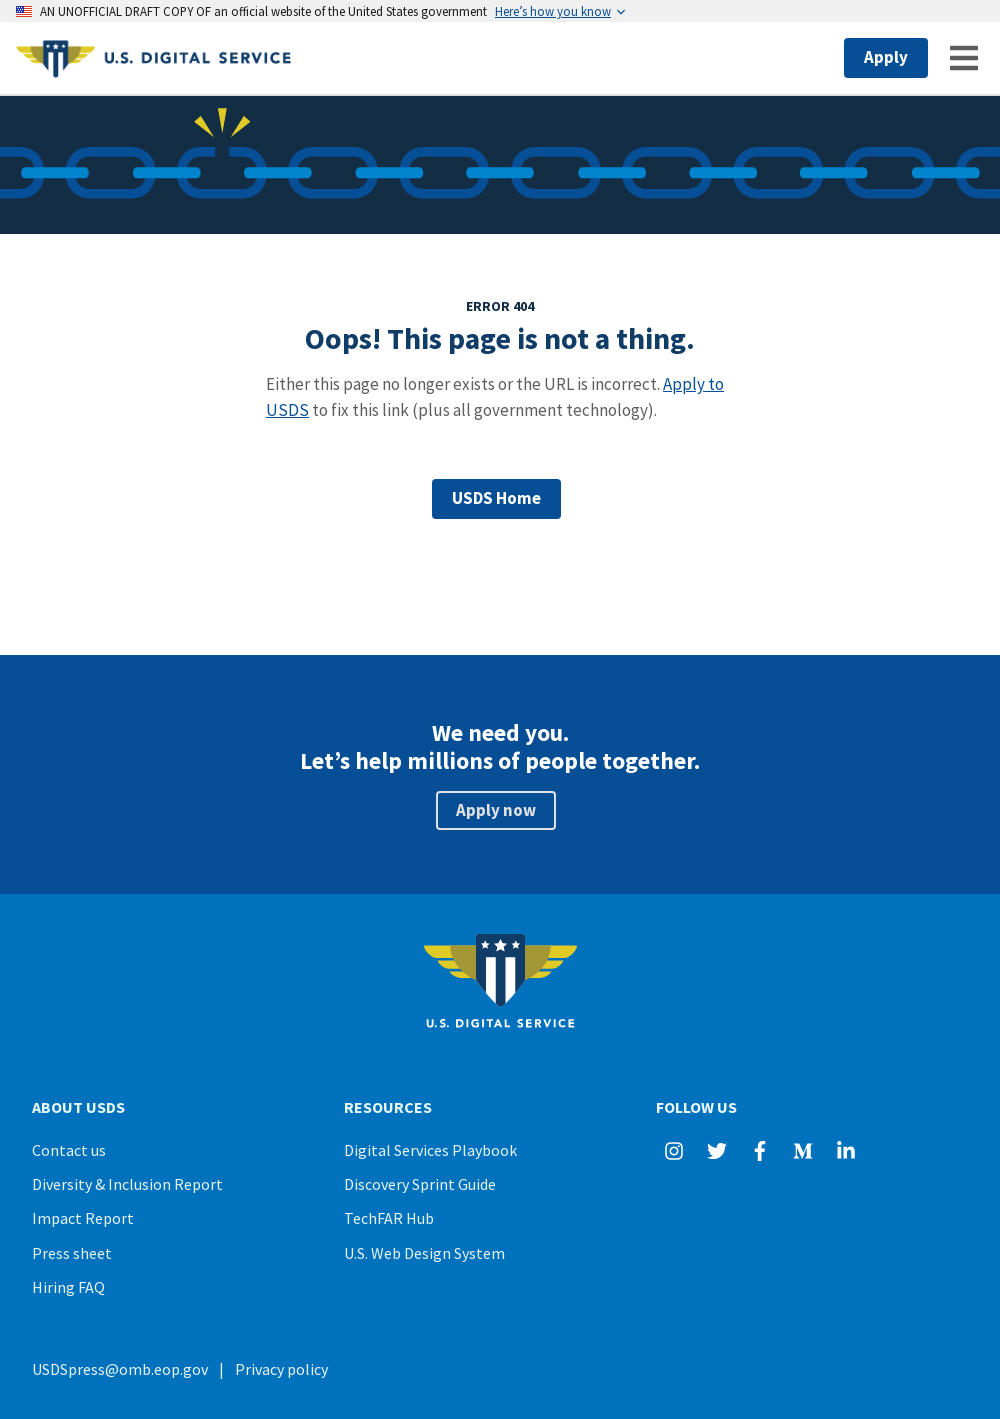 AN UNOFFICIAL DRAFT COPY OF an official website of the United States government Here’s how you know
U.S. DIGITAL SERVICE
Apply
ERROR 404
Oops! This page is not a thing.
Either this page no longer exists or the URL is incorrect. Apply to
USDS to fix this link (plus all government technology).
USDS Home
We need you.
Let’s help millions of people together.
Apply now
U.S. DIGITAL SERVICE
ABOUT USDS
Contact us
Diversity & Inclusion Report
Impact Report
Press sheet
Hiring FAQ
RESOURCES
Digital Services Playbook
Discovery Sprint Guide
TechFAR Hub
U.S. Web Design System
FOLLOW US
USDSpress@omb.eop.gov | Privacy policy